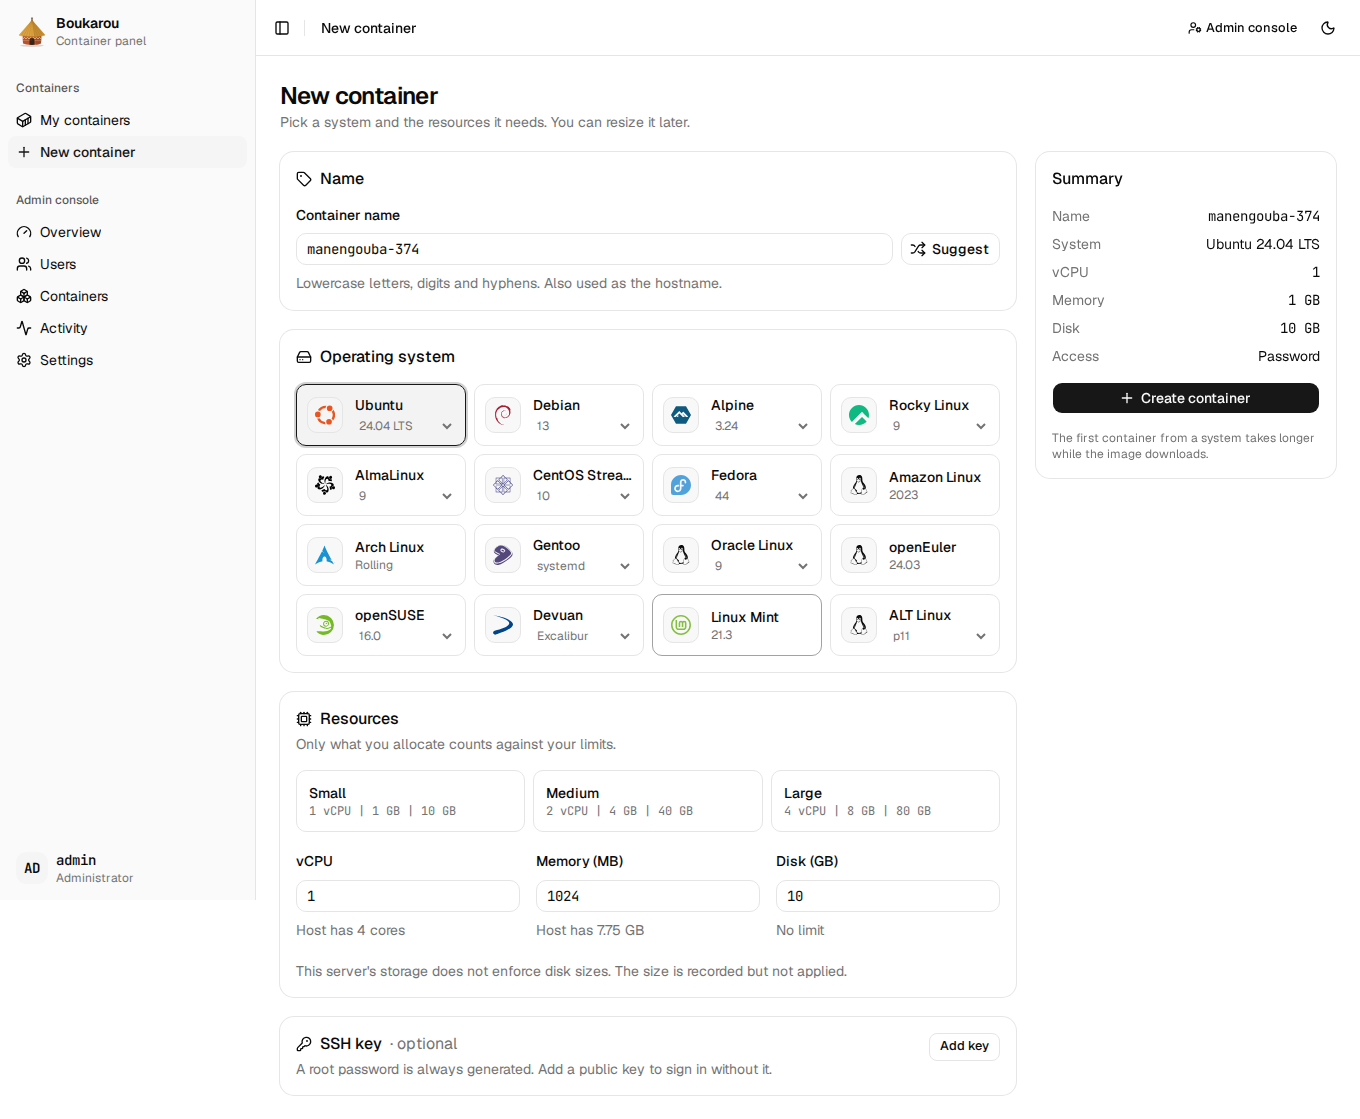 Boukarou
Container panel
Containers
My containers
New container
Admin console
Overview
Users
Containers
Activity
Settings
AD
admin
Administrator
New container
Admin console
New container
Pick a system and the resources it needs. You can resize it later.
Name
Container name
manengouba-374
Suggest
Lowercase letters, digits and hyphens. Also used as the hostname.
Operating system
Ubuntu
24.04 LTS
Debian
13
Alpine
3.24
Rocky Linux
9
AlmaLinux
9
CentOS Strea...
10
Fedora
44
Amazon Linux
2023
Arch Linux
Rolling
Gentoo
systemd
Oracle Linux
9
openEuler
24.03
openSUSE
16.0
Devuan
Excalibur
Linux Mint
21.3
ALT Linux
p11
Resources
Only what you allocate counts against your limits.
Small
1 vCPU | 1 GB | 10 GB
Medium
2 vCPU | 4 GB | 40 GB
Large
4 vCPU | 8 GB | 80 GB
vCPU
1
Host has 4 cores
Memory (MB)
1024
Host has 7.75 GB
Disk (GB)
10
No limit
This server's storage does not enforce disk sizes. The size is recorded but not applied.
SSH key · optional
Add key
A root password is always generated. Add a public key to sign in without it.
Summary
Name manengouba-374
System Ubuntu 24.04 LTS
vCPU 1
Memory 1 GB
Disk 10 GB
Access Password
Create container
The first container from a system takes longer
while the image downloads.